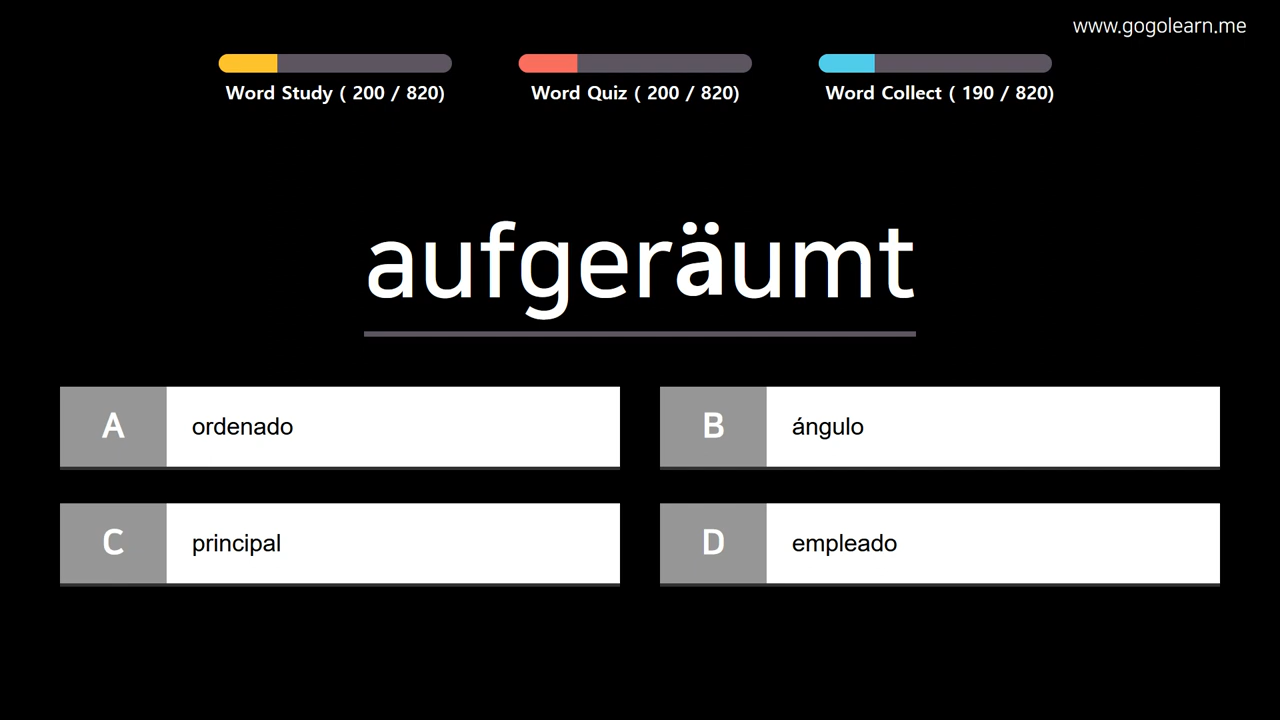 www.gogolearn.me
Word Study ( 200 / 820)
Word Quiz ( 200 / 820)
Word Collect ( 190 / 820)
aufgeräumt
A ordenado
B ángulo
C principal
D empleado